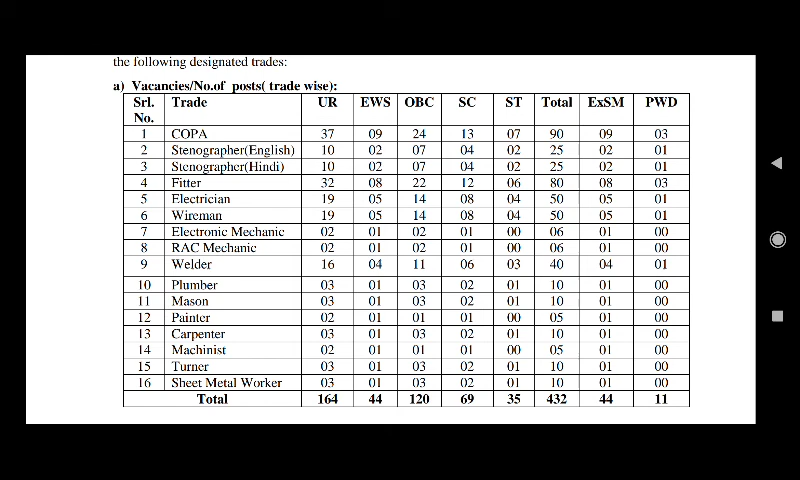 the following designated trades:
a) Vacancies/No.of posts( trade wise):
Srl. No. Trade UR EWS OBC SC ST Total ExSM PWD
1 COPA 37 09 24 13 07 90 09 03
2 Stenographer(English) 10 02 07 04 02 25 02 01
3 Stenographer(Hindi) 10 02 07 04 02 25 02 01
4 Fitter 32 08 22 12 06 80 08 03
5 Electrician 19 05 14 08 04 50 05 01
6 Wireman 19 05 14 08 04 50 05 01
7 Electronic Mechanic 02 01 02 01 00 06 01 00
8 RAC Mechanic 02 01 02 01 00 06 01 00
9 Welder 16 04 11 06 03 40 04 01
10 Plumber 03 01 03 02 01 10 01 00
11 Mason 03 01 03 02 01 10 01 00
12 Painter 02 01 01 01 00 05 01 00
13 Carpenter 03 01 03 02 01 10 01 00
14 Machinist 02 01 01 01 00 05 01 00
15 Turner 03 01 03 02 01 10 01 00
16 Sheet Metal Worker 03 01 03 02 01 10 01 00
Total 164 44 120 69 35 432 44 11